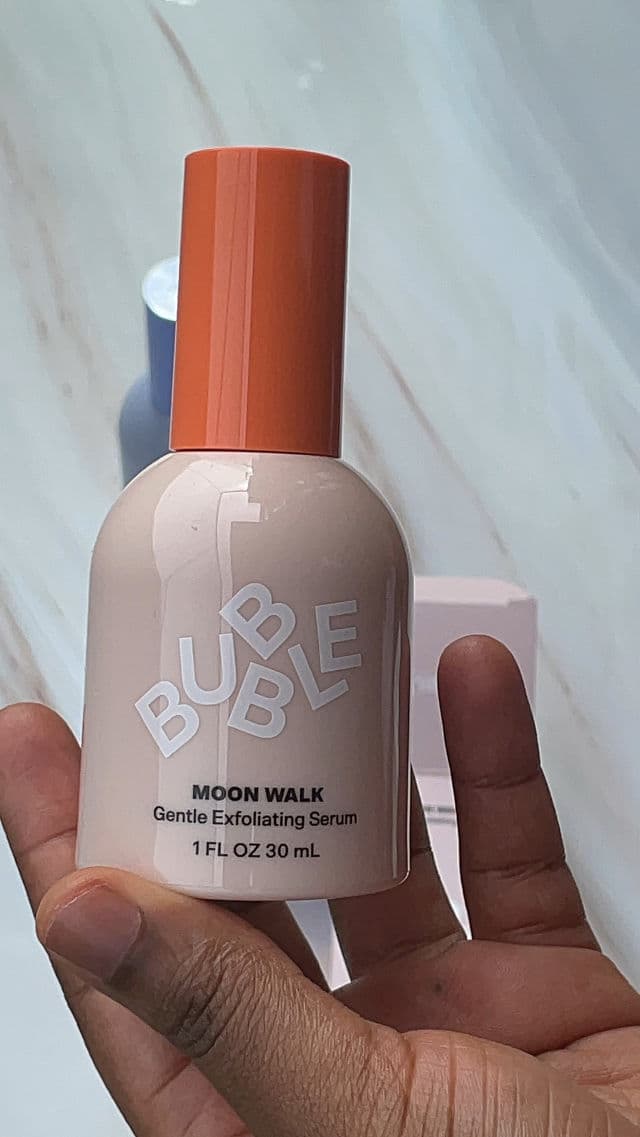 BUBBLE
MOON WALK
Gentle Exfoliating Serum
1 FL OZ 30 mL